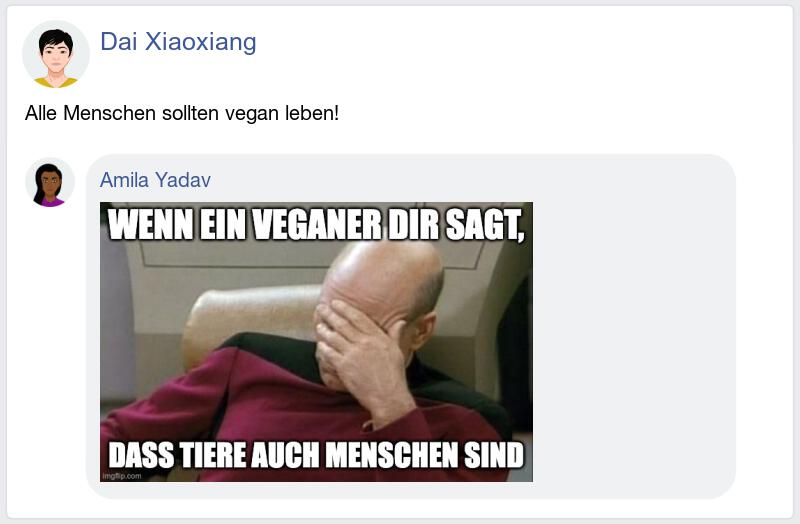 Dai Xiaoxiang
Alle Menschen sollten vegan leben!
Amila Yadav
WENN EIN VEGANER DIR SAGT,
DASS TIERE AUCH MENSCHEN SIND
imgflip.com